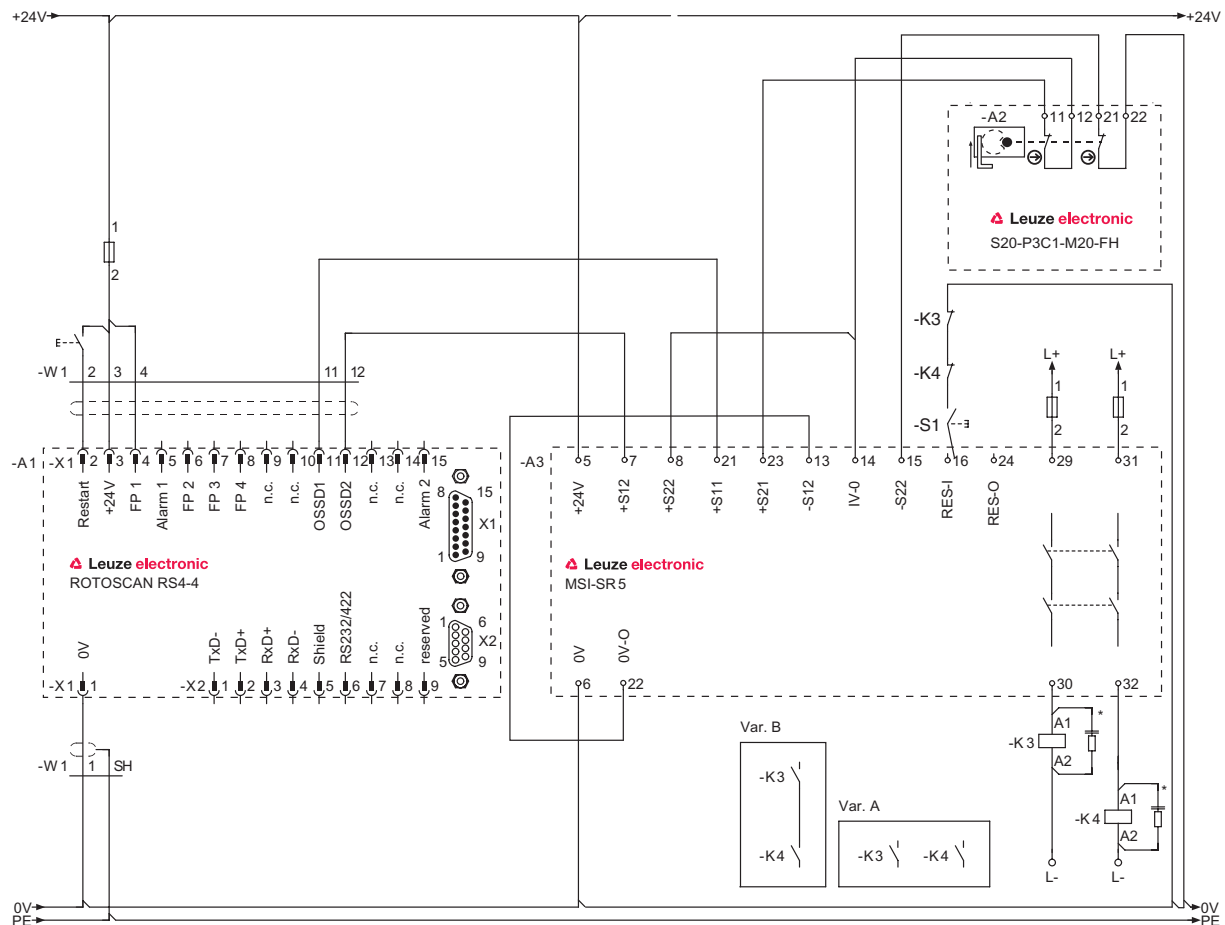 +24V
+24V
-A2
11
12
21
22
Leuze electronic
S20-P3C1-M20-FH
1
2
-K3
-K4
-S1
L+
L+
1
2
1
2
-W1 2 3 4 11 12
-A1 -X1 2 3 4 5 6 7 8 9 10 11 12 13 14 15
Restart
+24V
FP 1
Alarm 1
FP 2
FP 3
FP 4
n.c.
n.c.
OSSD1
OSSD2
n.c.
n.c.
Alarm 2
8 15
X1
1 9
Leuze electronic
ROTOSCAN RS4-4
1 6
X2
5 9
0V
TxD-
TxD+
RxD+
RxD-
Shield
RS232/422
n.c.
n.c.
reserved
-X1 1 -X2 1 2 3 4 5 6 7 8 9
-A3 5 7 8 21 23 13 14 15 16 24 29 31
+24V
+S12
+S22
+S11
+S21
-S12
IV-0
-S22
RES-I
RES-O
Leuze electronic
MSI-SR5
0V
0V-O
6 22 30 32
-W1 1 SH
Var. B
-K3
-K4
Var. A
-K3 -K4
-K3
A1
A2
*
-K4
A1
A2
*
L-
L-
0V
PE
0V
PE